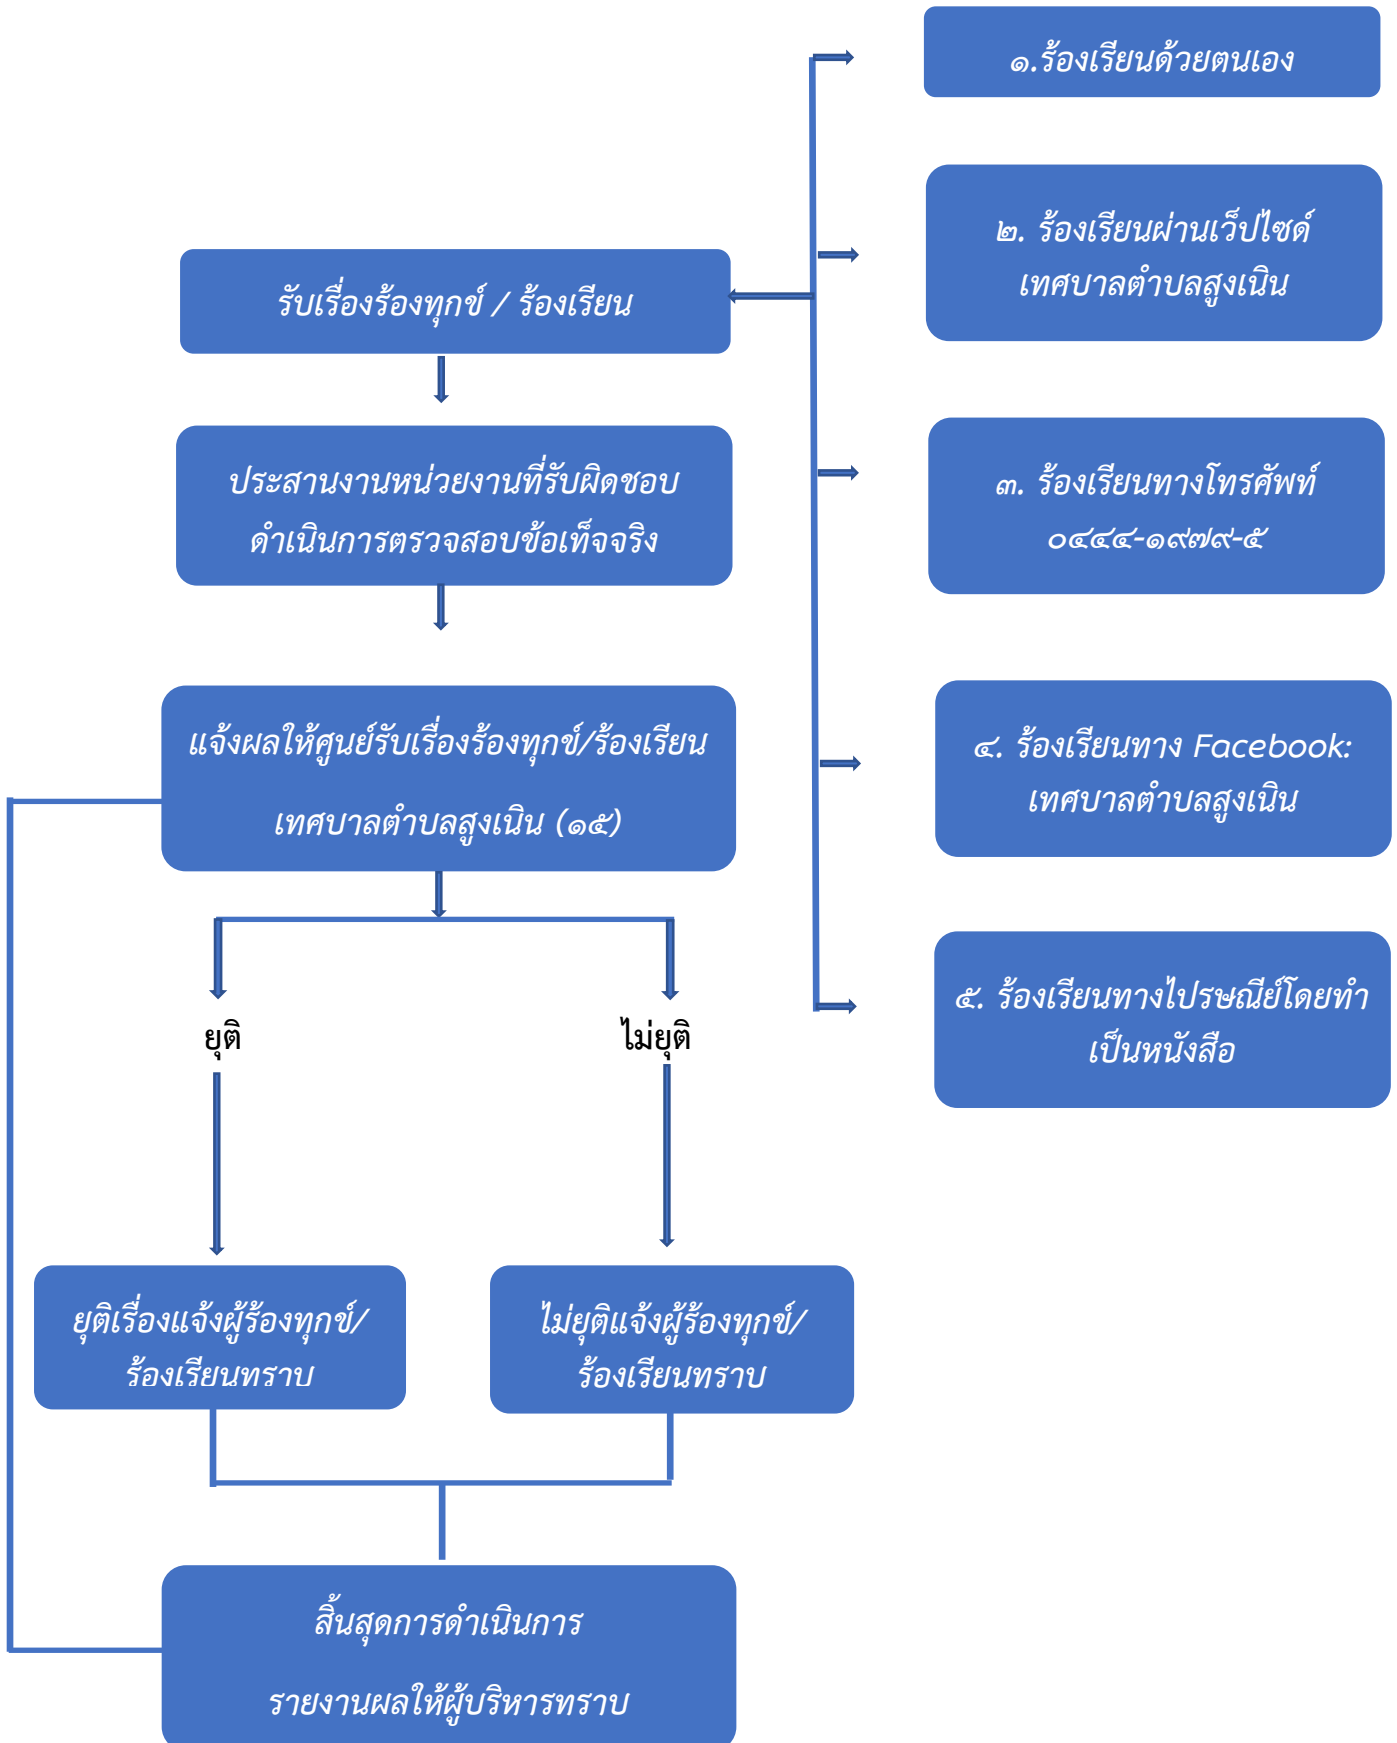 ๑.ร้องเรียนด้วยตนเอง
๒. ร้องเรียนผ่านเว็ปไซด์
เทศบาลตำบลสูงเนิน
รับเรื่องร้องทุกข์ / ร้องเรียน
ประสานงานหน่วยงานที่รับผิดชอบ
ดำเนินการตรวจสอบข้อเท็จจริง
๓. ร้องเรียนทางโทรศัพท์
๐๔๔๔-๑๙๗๙-๕
แจ้งผลให้ศูนย์รับเรื่องร้องทุกข์/ร้องเรียน
เทศบาลตำบลสูงเนิน (๑๕)
๔. ร้องเรียนทาง Facebook:
เทศบาลตำบลสูงเนิน
๕. ร้องเรียนทางไปรษณีย์โดยทำ
เป็นหนังสือ
ยุติ
ไม่ยุติ
ยุติเรื่องแจ้งผู้ร้องทุกข์/
ร้องเรียนทราบ
ไม่ยุติแจ้งผู้ร้องทุกข์/
ร้องเรียนทราบ
สิ้นสุดการดำเนินการ
รายงานผลให้ผู้บริหารทราบ